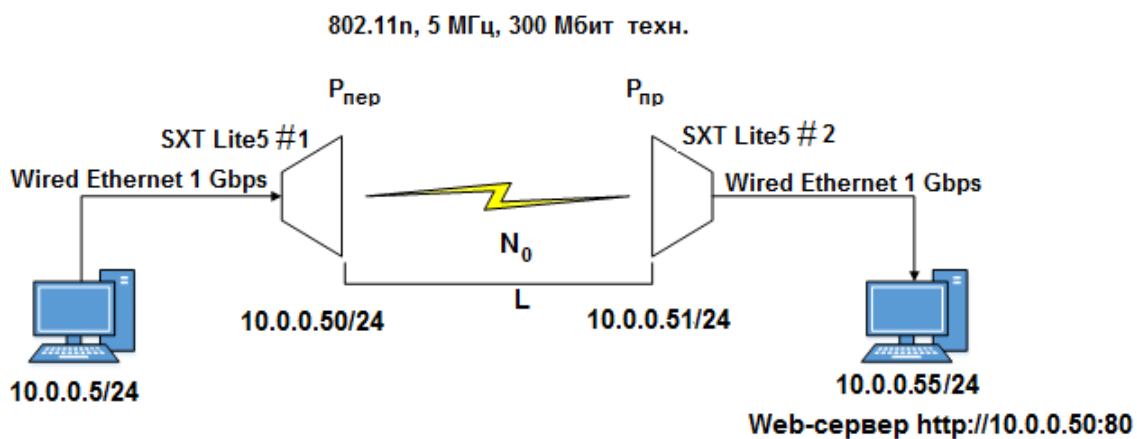 802.11n, 5 МГц, 300 Мбит техн.
Pпер
Pпр
SXT Lite5 #1
SXT Lite5 # 2
Wired Ethernet 1 Gbps
Wired Ethernet 1 Gbps
N0
L
10.0.0.50/24
10.0.0.51/24
10.0.0.5/24
10.0.0.55/24
Web-сервер http://10.0.0.50:80